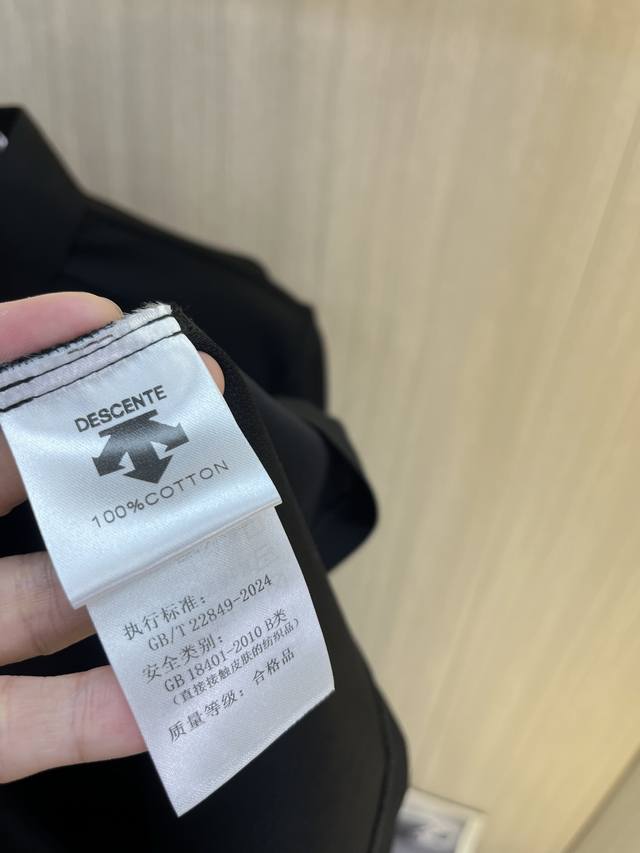 DESCENTE
100%COTTON
执行标准：
GB/T 22849-2024
安全类别：
GB 18401-2010 B类
（直接接触皮肤的纺织品）
质量等级：合格品